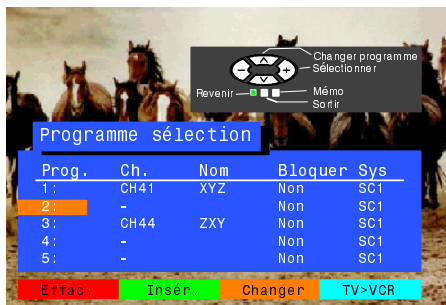 Changer programme
Sélectionner
Revenir
Mémo
Sortir
Programme sélection
Prog. Ch. Nom Bloquer Sys
1: CH41 XYZ Non SC1
2: - Non SC1
3: CH44 ZXY Non SC1
4: - Non SC1
5: - Non SC1
Effac. Insér. Changer TV>VCR